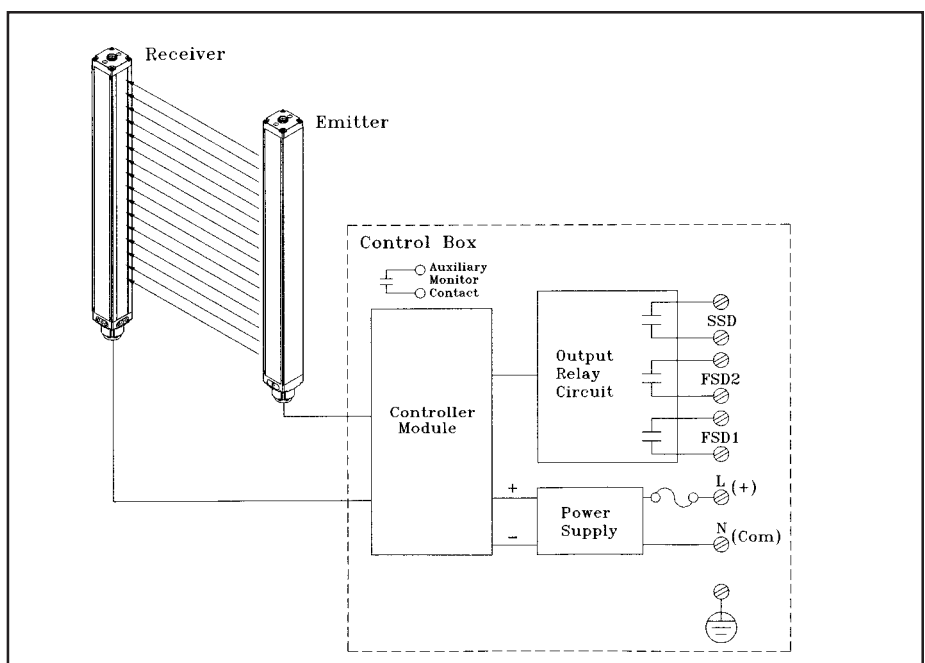 Receiver
Emitter
Control Box
Auxiliary
Monitor
Contact
SSD
Output
Relay
Circuit
FSD2
Controller
Module
FSD1
+
L (+)
Power
Supply
−
N (Com)